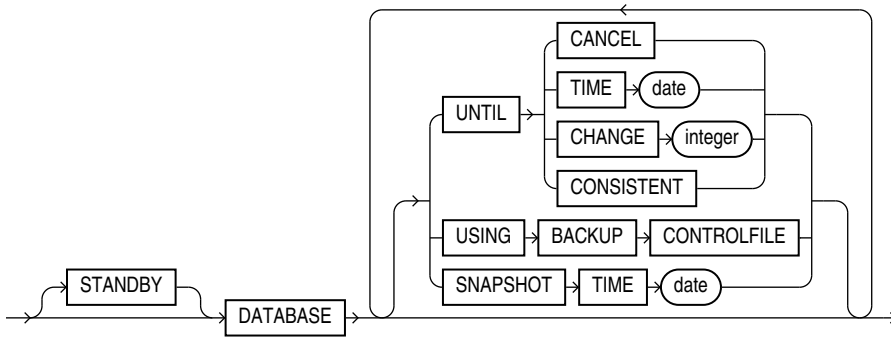 CANCEL
TIME date
UNTIL
CHANGE integer
CONSISTENT
USING BACKUP CONTROLFILE
STANDBY SNAPSHOT TIME date
DATABASE